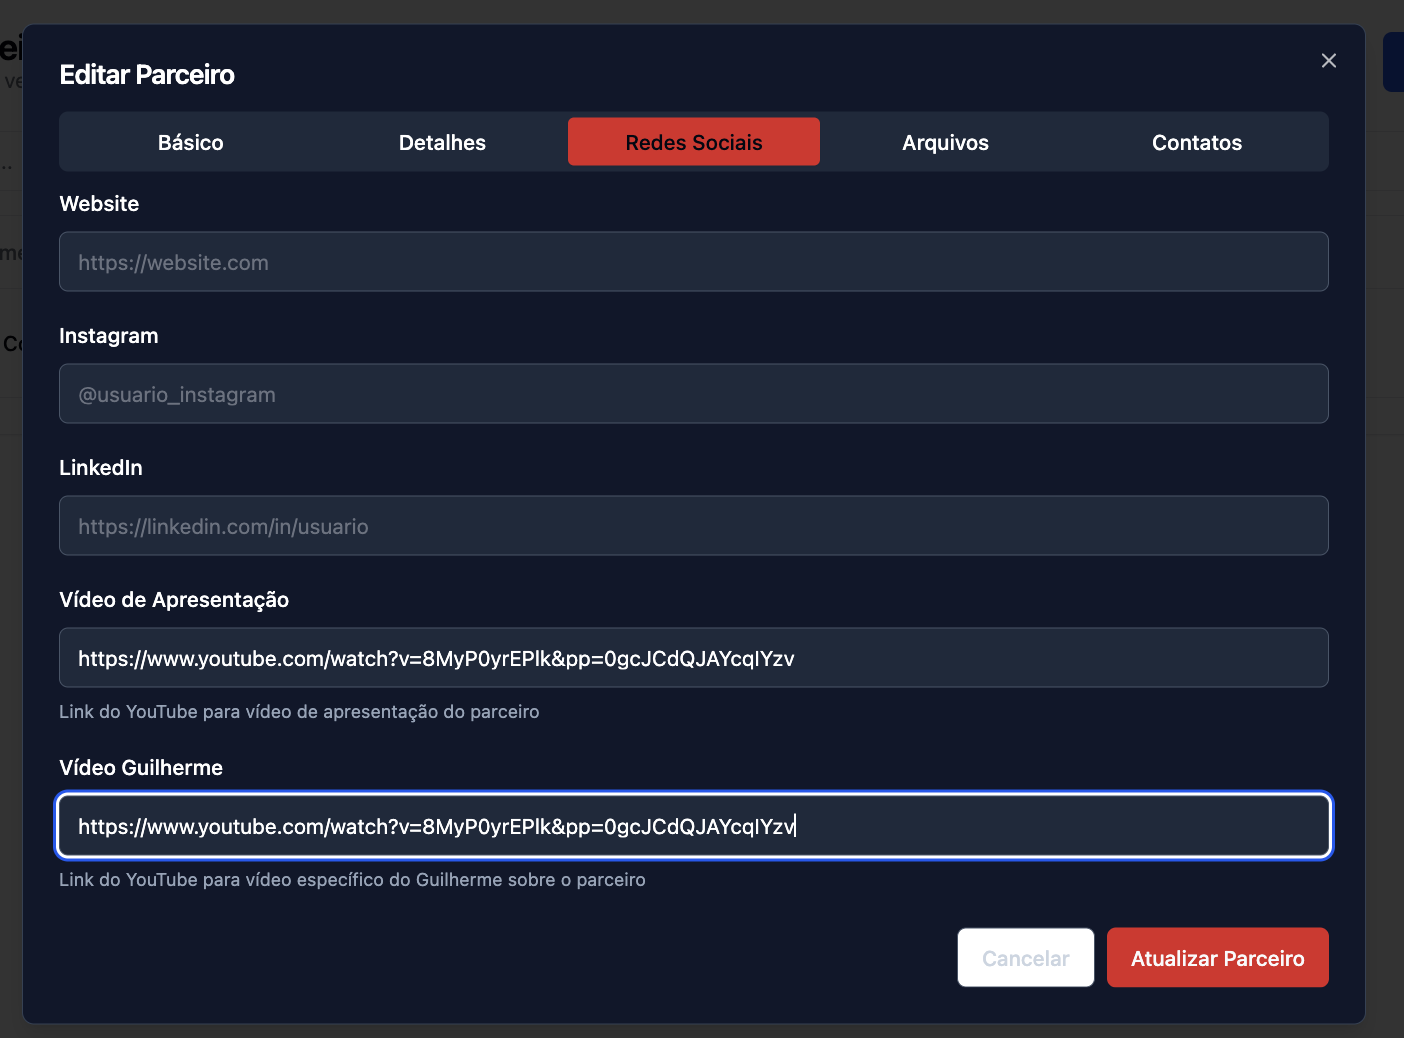 Editar Parceiro
Básico Detalhes Redes Sociais Arquivos Contatos
Website
https://website.com
Instagram
@usuario_instagram
LinkedIn
https://linkedin.com/in/usuario
Vídeo de Apresentação
https://www.youtube.com/watch?v=8MyP0yrEPlk&pp=0gcJCdQJAYcqIYzv
Link do YouTube para vídeo de apresentação do parceiro
Vídeo Guilherme
https://www.youtube.com/watch?v=8MyP0yrEPlk&pp=0gcJCdQJAYcqIYzv
Link do YouTube para vídeo específico do Guilherme sobre o parceiro
Cancelar Atualizar Parceiro